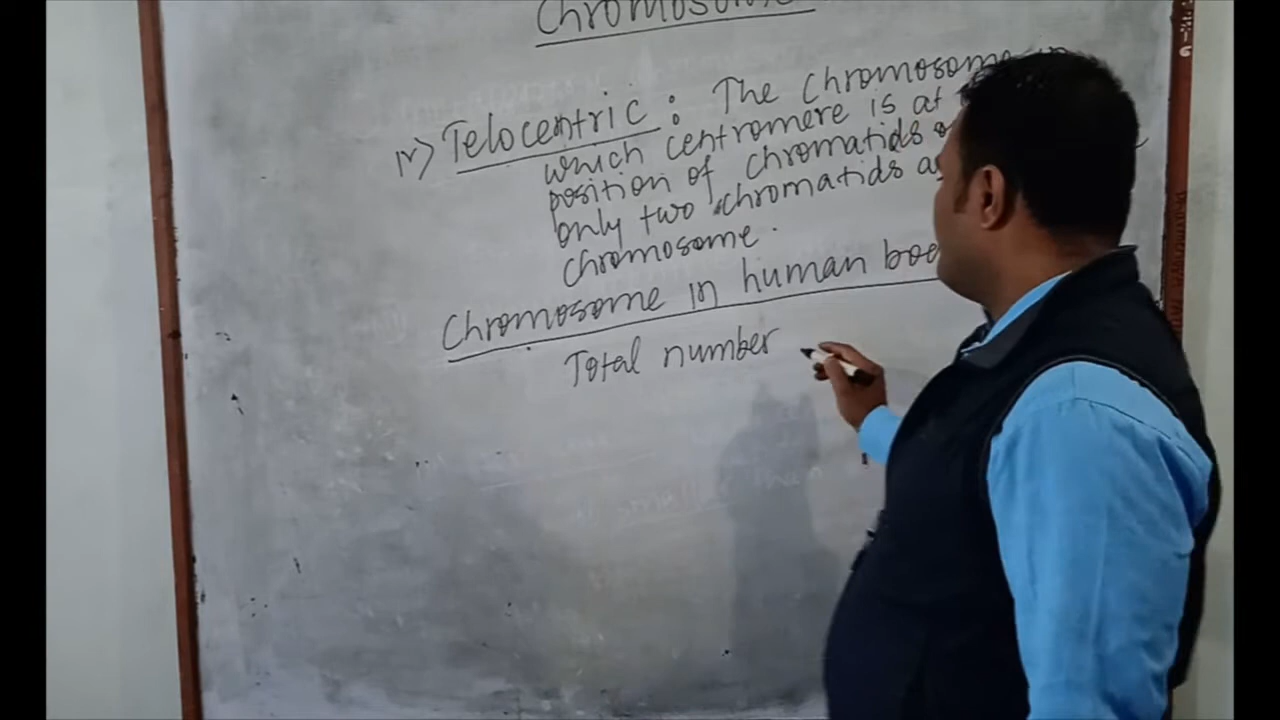 Chromosome
iv) Telocentric : The chromosome in
which centromere is at
position of chromatids
only two chromatids
chromosome.
Chromosome in human
Total number